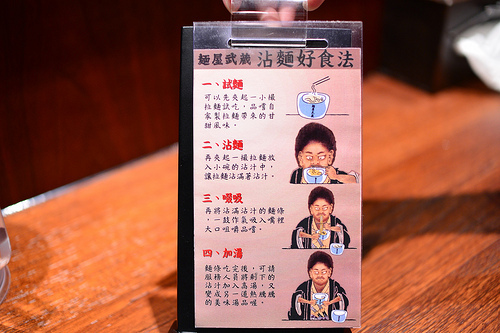 麵屋武藏 沾麵好食法
一、試麵
可以先夾起一小撮
拉麵試吃，品嚐自
家製拉麵帶來的甘
甜風味。
二、沾麵
再夾起一撮拉麵放
入小碗的沾汁中，
讓拉麵沾滿著沾汁。
三、啜吸
再將沾滿沾汁的麵條
，一鼓作氣吸入嘴裡
大口咀嚼品嚐。
四、加湯
麵條吃完後，可請
服務人員將剩下的
沾汁加入高湯，又
變成另一道熱騰騰
的美味湯品喔。